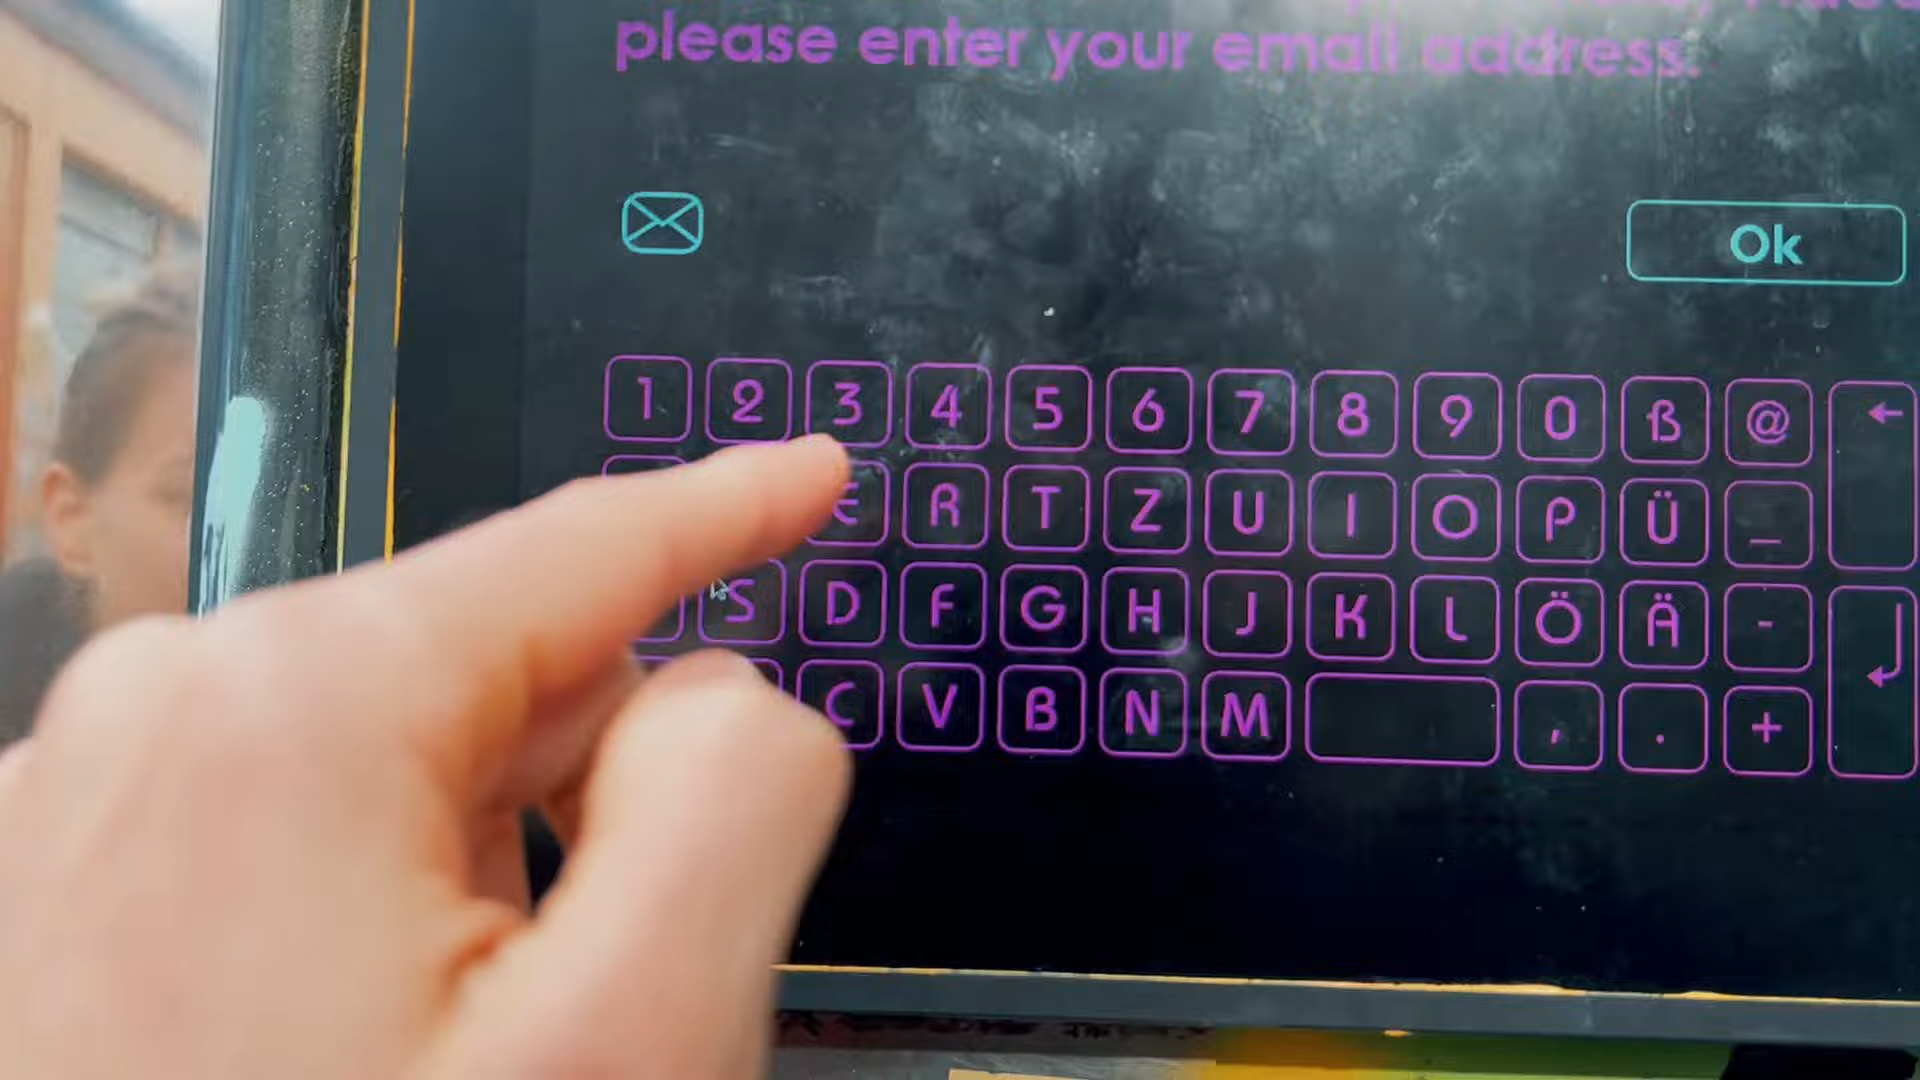 please enter your email address.
Ok
1 2 3 4 5 6 7 8 9 0 ß @ ←
E R T Z U I O P Ü _
S D F G H J K L Ö Ä -
C V B N M , . +